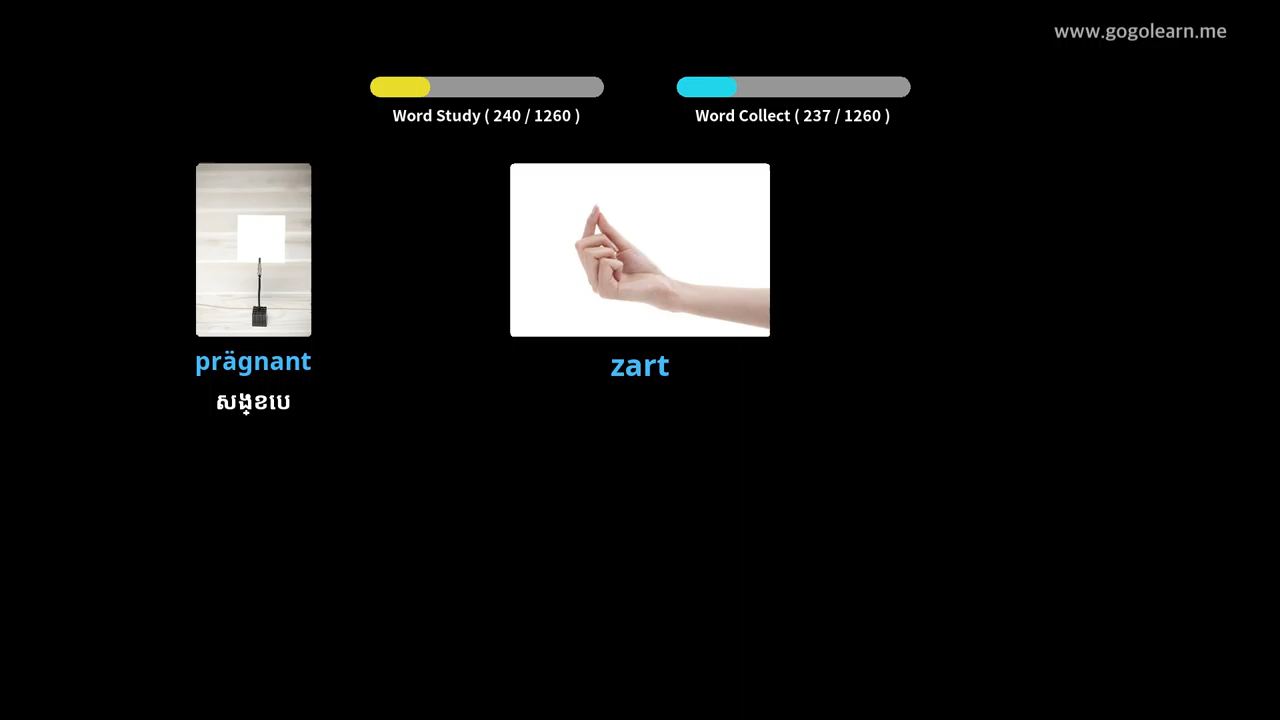 www.gogolearn.me
Word Study ( 240 / 1260 )
Word Collect ( 237 / 1260 )
prägnant
សង្ខេប
zart